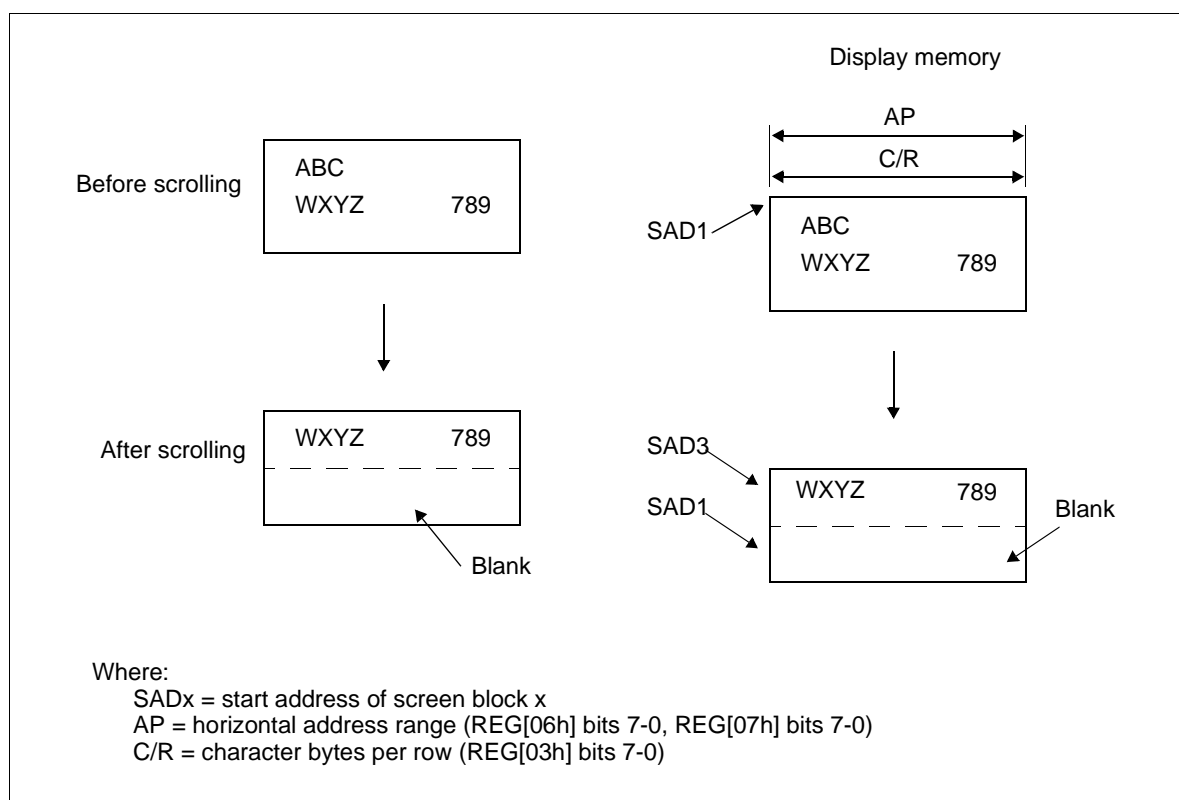 Display memory
AP
C/R
Before scrolling
ABC
WXYZ 789
SAD1
ABC
WXYZ 789
After scrolling
WXYZ 789
Blank
SAD3
SAD1
WXYZ 789
Blank
Where:
SADx = start address of screen block x
AP = horizontal address range (REG[06h] bits 7-0, REG[07h] bits 7-0)
C/R = character bytes per row (REG[03h] bits 7-0)